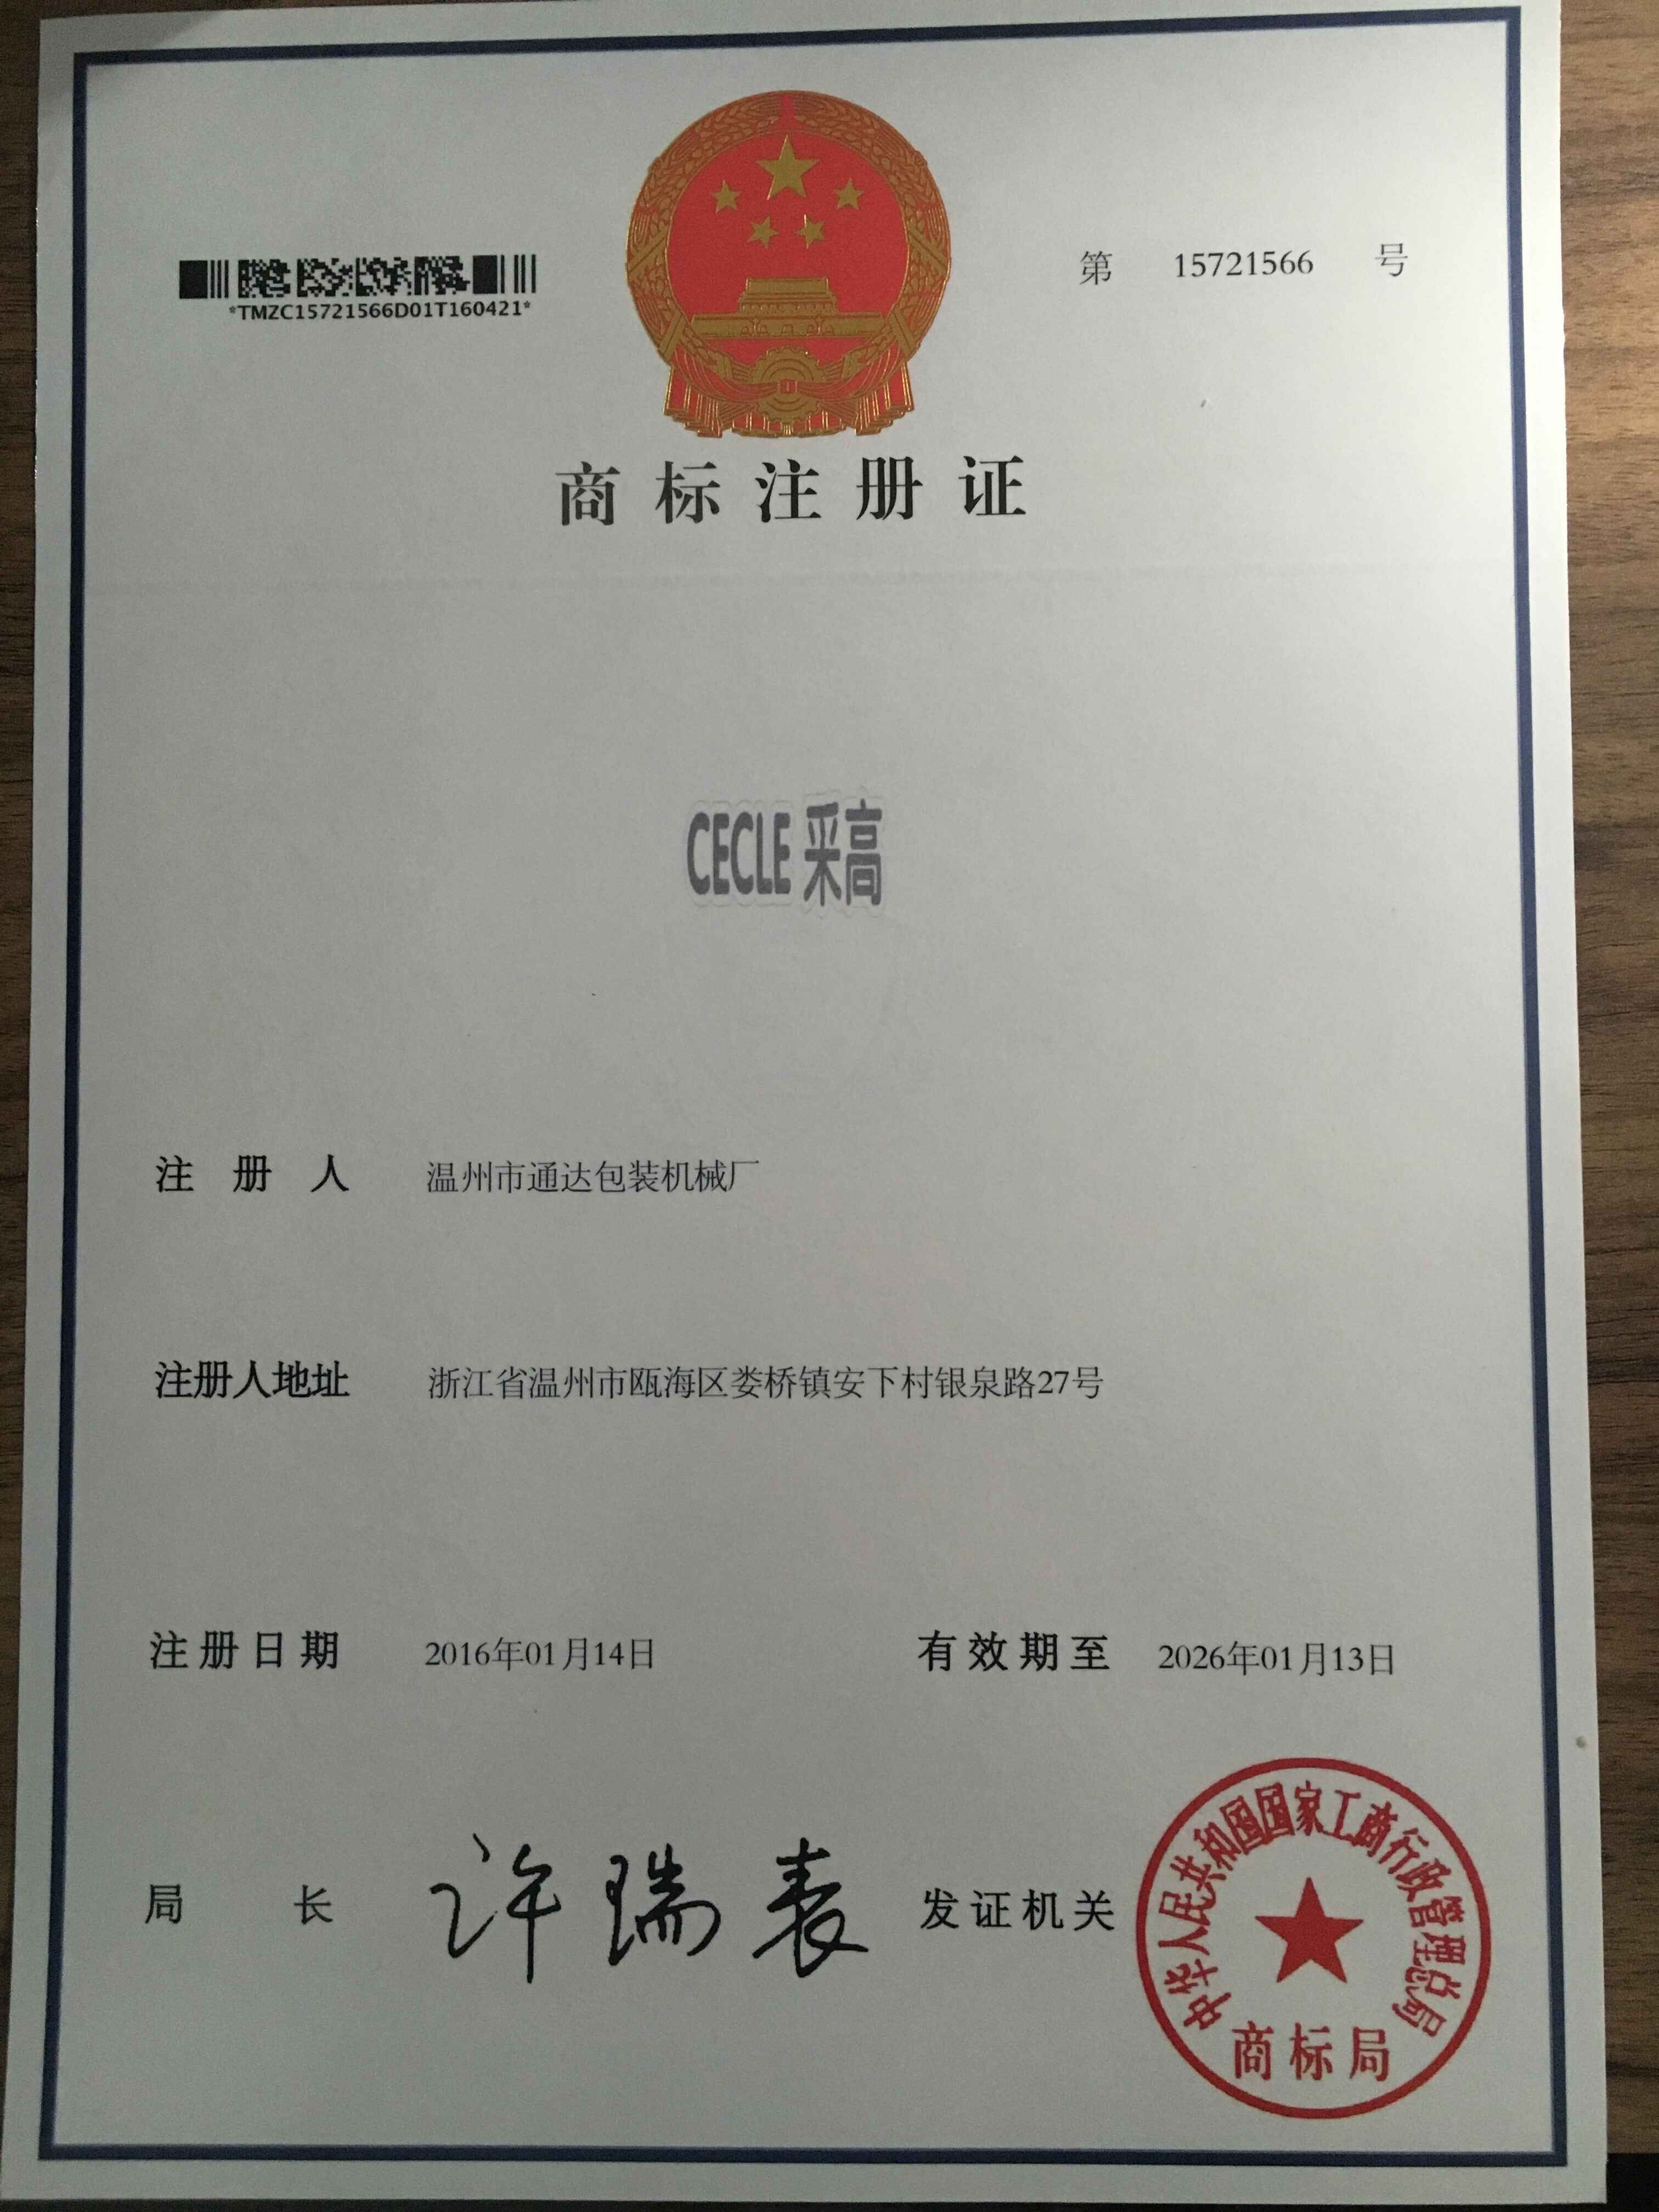 第 15721566 号
*TMZC15721566D01T160421*
商标注册证
CECLE 采高
注册人 温州市通达包装机械厂
注册人地址 浙江省温州市瓯海区娄桥镇安下村银泉路27号
注册日期 2016年01月14日 有效期至 2026年01月13日
局长 许瑞表 发证机关
中华人民共和国国家工商行政管理总局
商标局